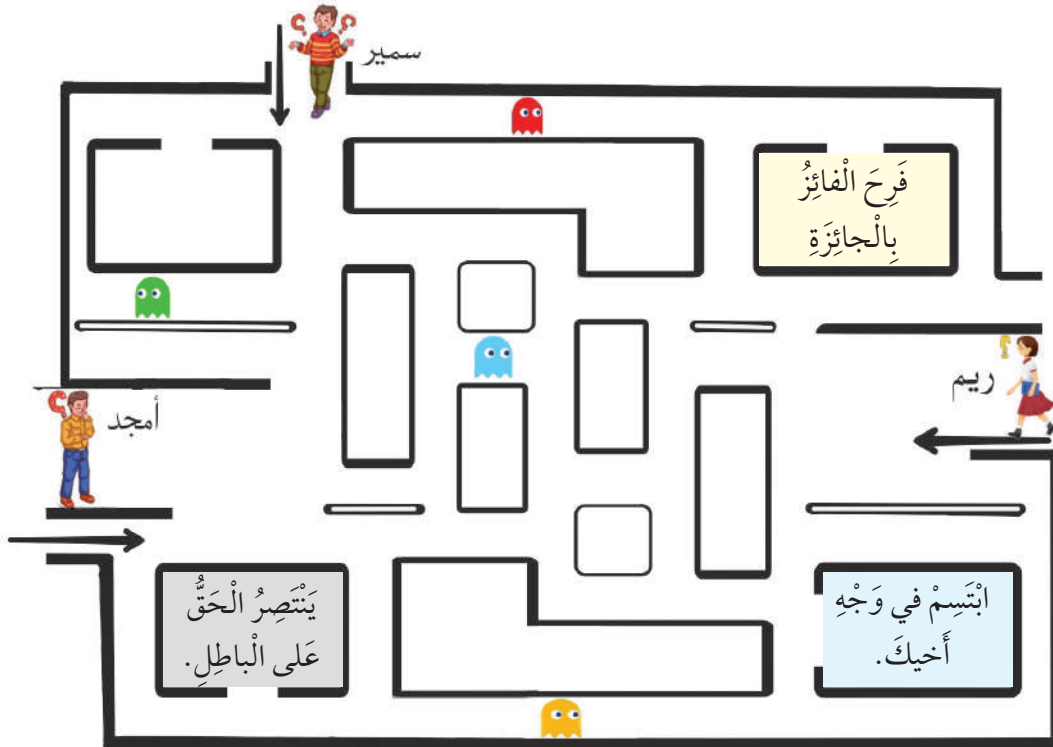 سمير
فَرِحَ الْفائِزُ
بِالْجائِزَةِ
ريم
أمجد
ابْتَسِمْ في وَجْهِ
أَخيكَ.
يَنْتَصِرُ الْحَقُّ
عَلى الْباطِلِ.